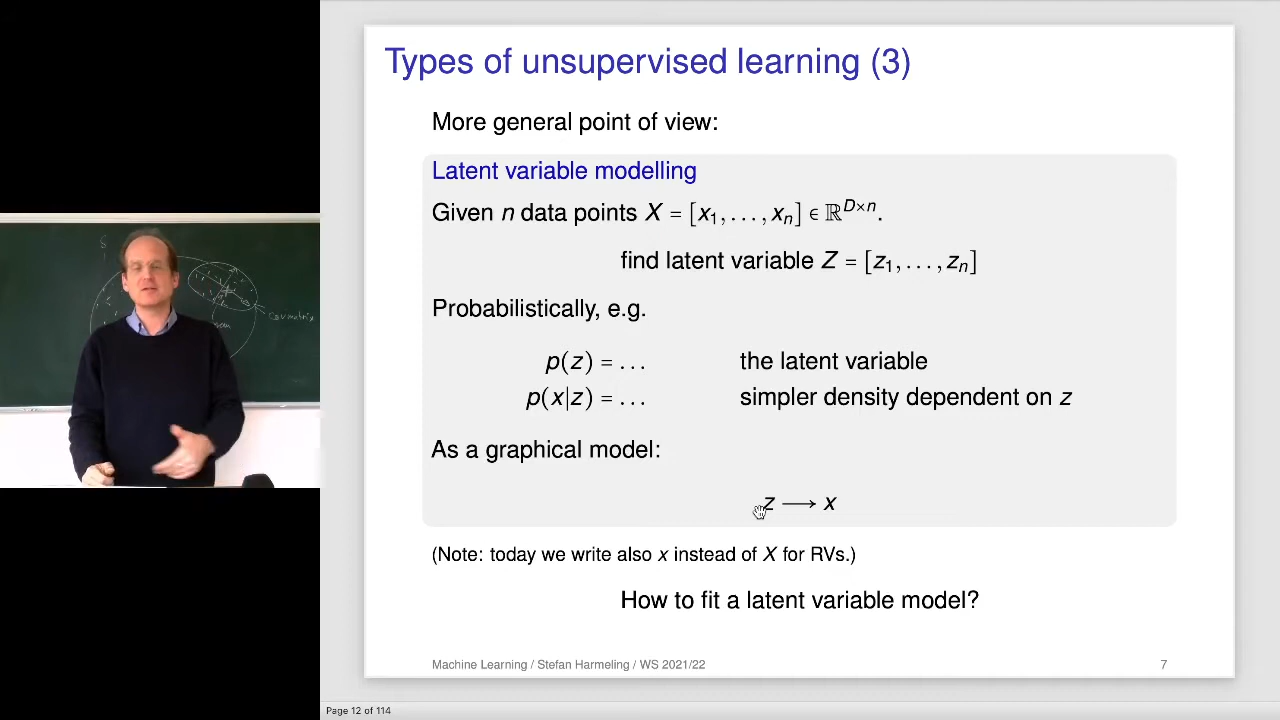 Types of unsupervised learning (3)
More general point of view:
Latent variable modelling
Given n data points X = [x₁, . . . , xₙ] ∈ ℝᴰˣⁿ.
find latent variable Z = [z₁, . . . , zₙ]
Probabilistically, e.g.
p(z) = . . . the latent variable
p(x|z) = . . . simpler density dependent on z
As a graphical model:
z ⟶ x
(Note: today we write also x instead of X for RVs.)
How to fit a latent variable model?
Machine Learning / Stefan Harmeling / WS 2021/22 7
Page 12 of 114